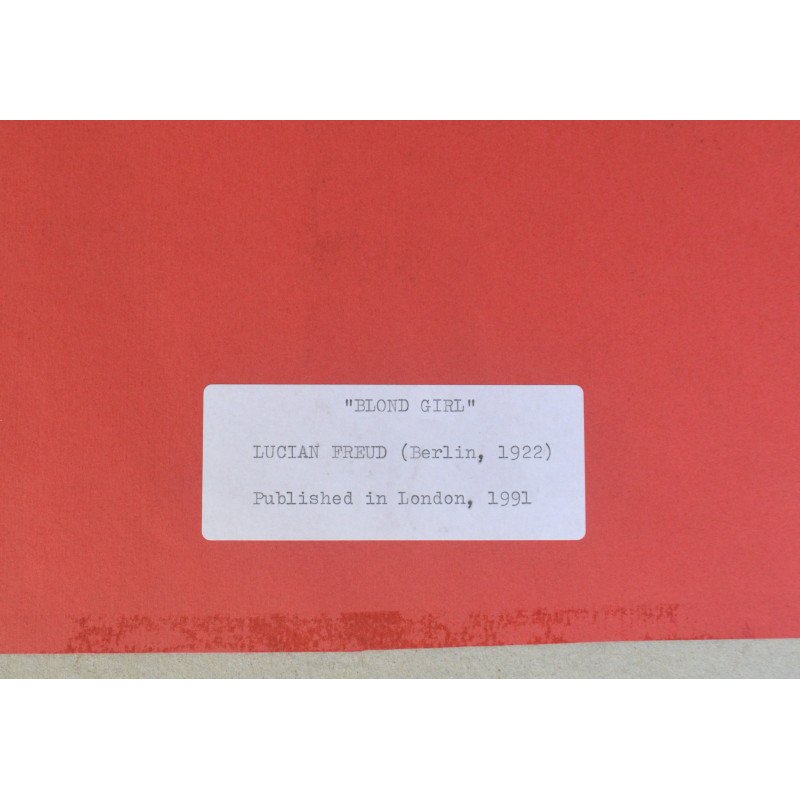 "BLOND GIRL"
LUCIAN FREUD (Berlin, 1922)
Published in London, 1991